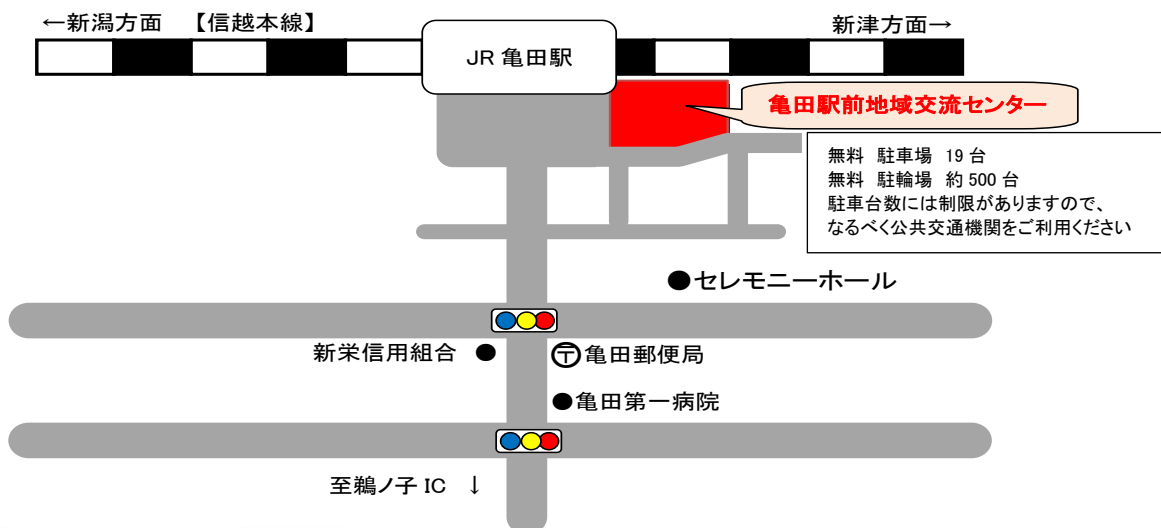 ←新潟方面 【信越本線】 新津方面→
JR 亀田駅
亀田駅前地域交流センター
無料 駐車場 19 台
無料 駐輪場 約 500 台
駐車台数には制限がありますので、
なるべく公共交通機関をご利用ください
●セレモニーホール
新栄信用組合 ●
〶亀田郵便局
●亀田第一病院
至鵜ノ子 IC ↓